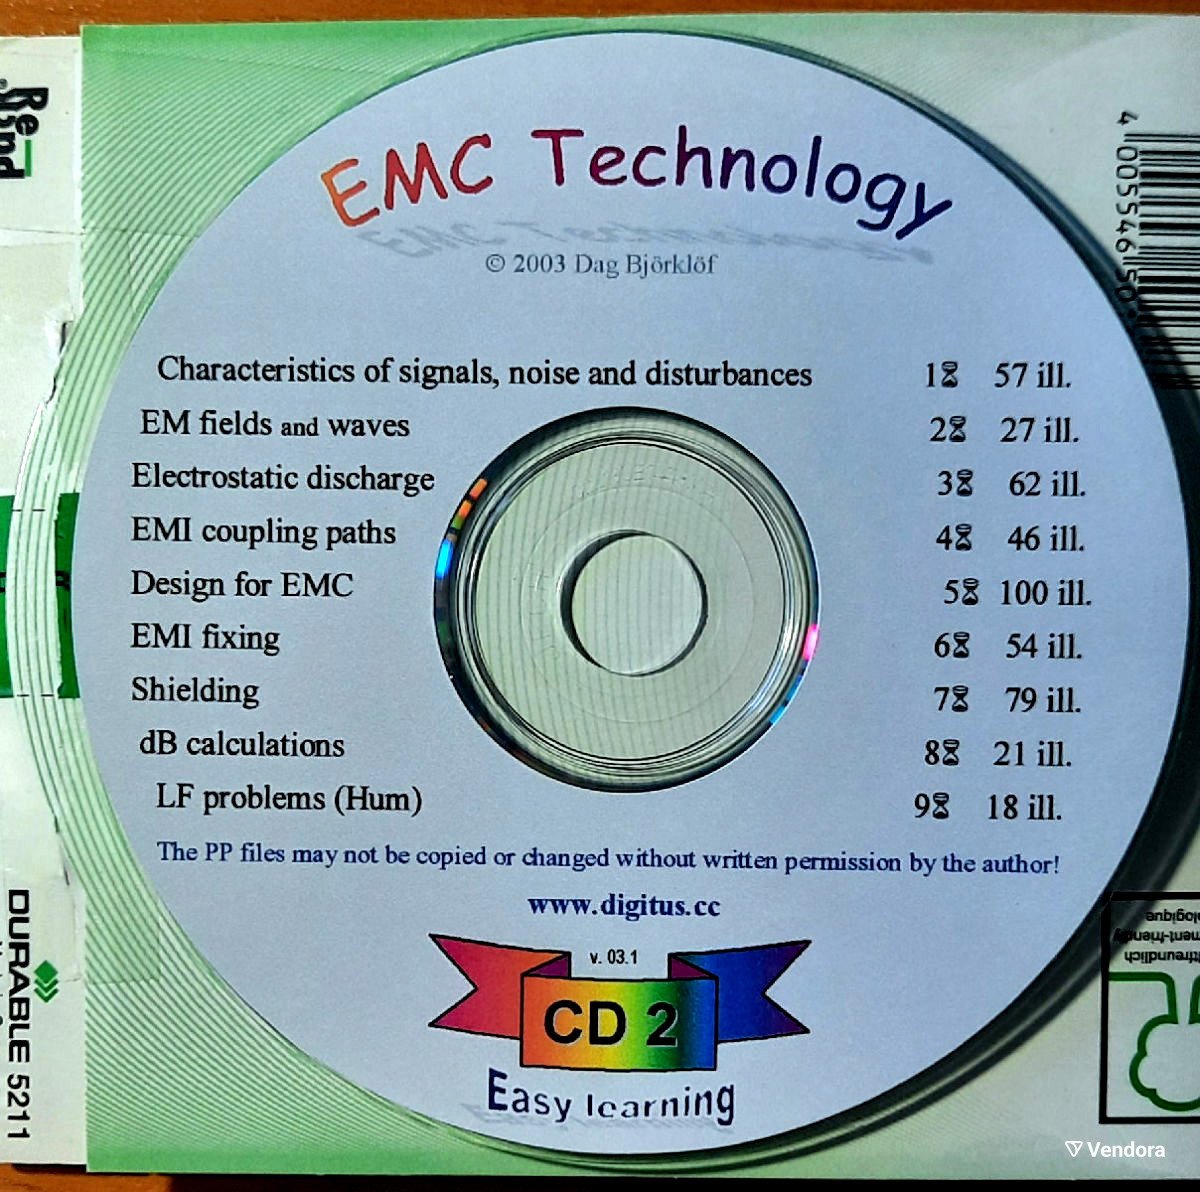 EMC Technology
© 2003 Dag Björklöf
Characteristics of signals, noise and disturbances 1⌛ 57 ill.
EM fields and waves 2⌛ 27 ill.
Electrostatic discharge 3⌛ 62 ill.
EMI coupling paths 4⌛ 46 ill.
Design for EMC 5⌛ 100 ill.
EMI fixing 6⌛ 54 ill.
Shielding 7⌛ 79 ill.
dB calculations 8⌛ 21 ill.
LF problems (Hum) 9⌛ 18 ill.
The PP files may not be copied or changed without written permission by the author!
www.digitus.cc
v. 03.1
CD 2
Easy learning
DURABLE 5211
Vendora